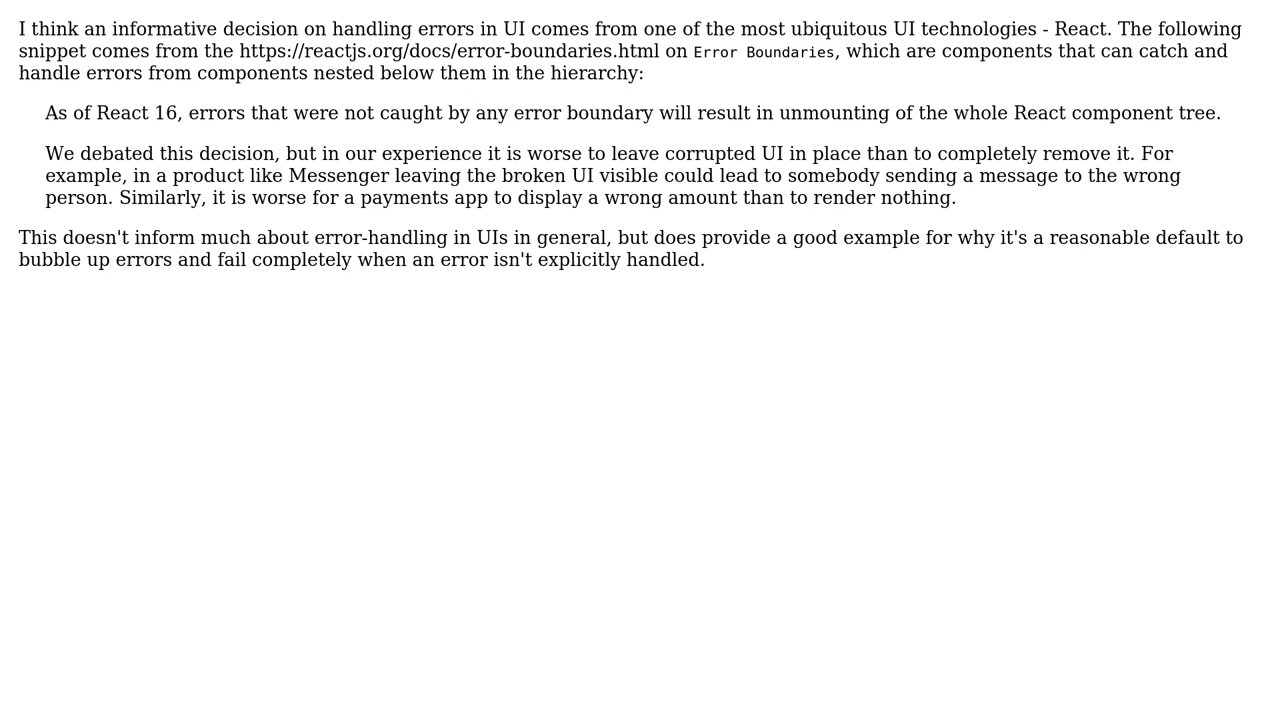 I think an informative decision on handling errors in UI comes from one of the most ubiquitous UI technologies - React. The following
snippet comes from the https://reactjs.org/docs/error-boundaries.html on Error Boundaries, which are components that can catch and
handle errors from components nested below them in the hierarchy:
As of React 16, errors that were not caught by any error boundary will result in unmounting of the whole React component tree.
We debated this decision, but in our experience it is worse to leave corrupted UI in place than to completely remove it. For
example, in a product like Messenger leaving the broken UI visible could lead to somebody sending a message to the wrong
person. Similarly, it is worse for a payments app to display a wrong amount than to render nothing.
This doesn't inform much about error-handling in UIs in general, but does provide a good example for why it's a reasonable default to
bubble up errors and fail completely when an error isn't explicitly handled.